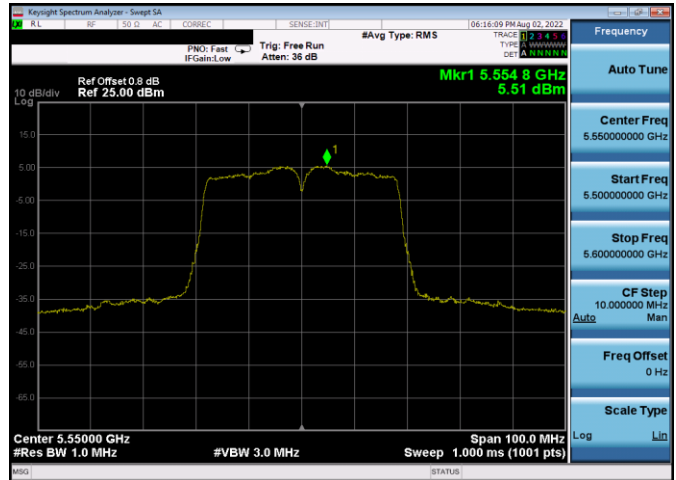 Keysight Spectrum Analyzer - Swept SA
LXI RL RF 50 Ω AC CORREC SENSE:INT 06:16:09 PM Aug 02, 2022
#Avg Type: RMS TRACE 1 2 3 4 5 6
PNO: Fast Trig: Free Run TYPE A WWWWW
IFGain:Low Atten: 36 dB DET A N N N N N
Mkr1 5.554 8 GHz
Ref Offset 0.8 dB
10 dB/div Ref 25.00 dBm 5.51 dBm
Log
15.0
1
5.00
-5.00
-15.0
-25.0
-35.0
-45.0
-55.0
-65.0
Center 5.55000 GHz Span 100.0 MHz
#Res BW 1.0 MHz #VBW 3.0 MHz Sweep 1.000 ms (1001 pts)
MSG STATUS
Frequency
Auto Tune
Center Freq
5.550000000 GHz
Start Freq
5.500000000 GHz
Stop Freq
5.600000000 GHz
CF Step
10.000000 MHz
Auto Man
Freq Offset
0 Hz
Scale Type
Log Lin